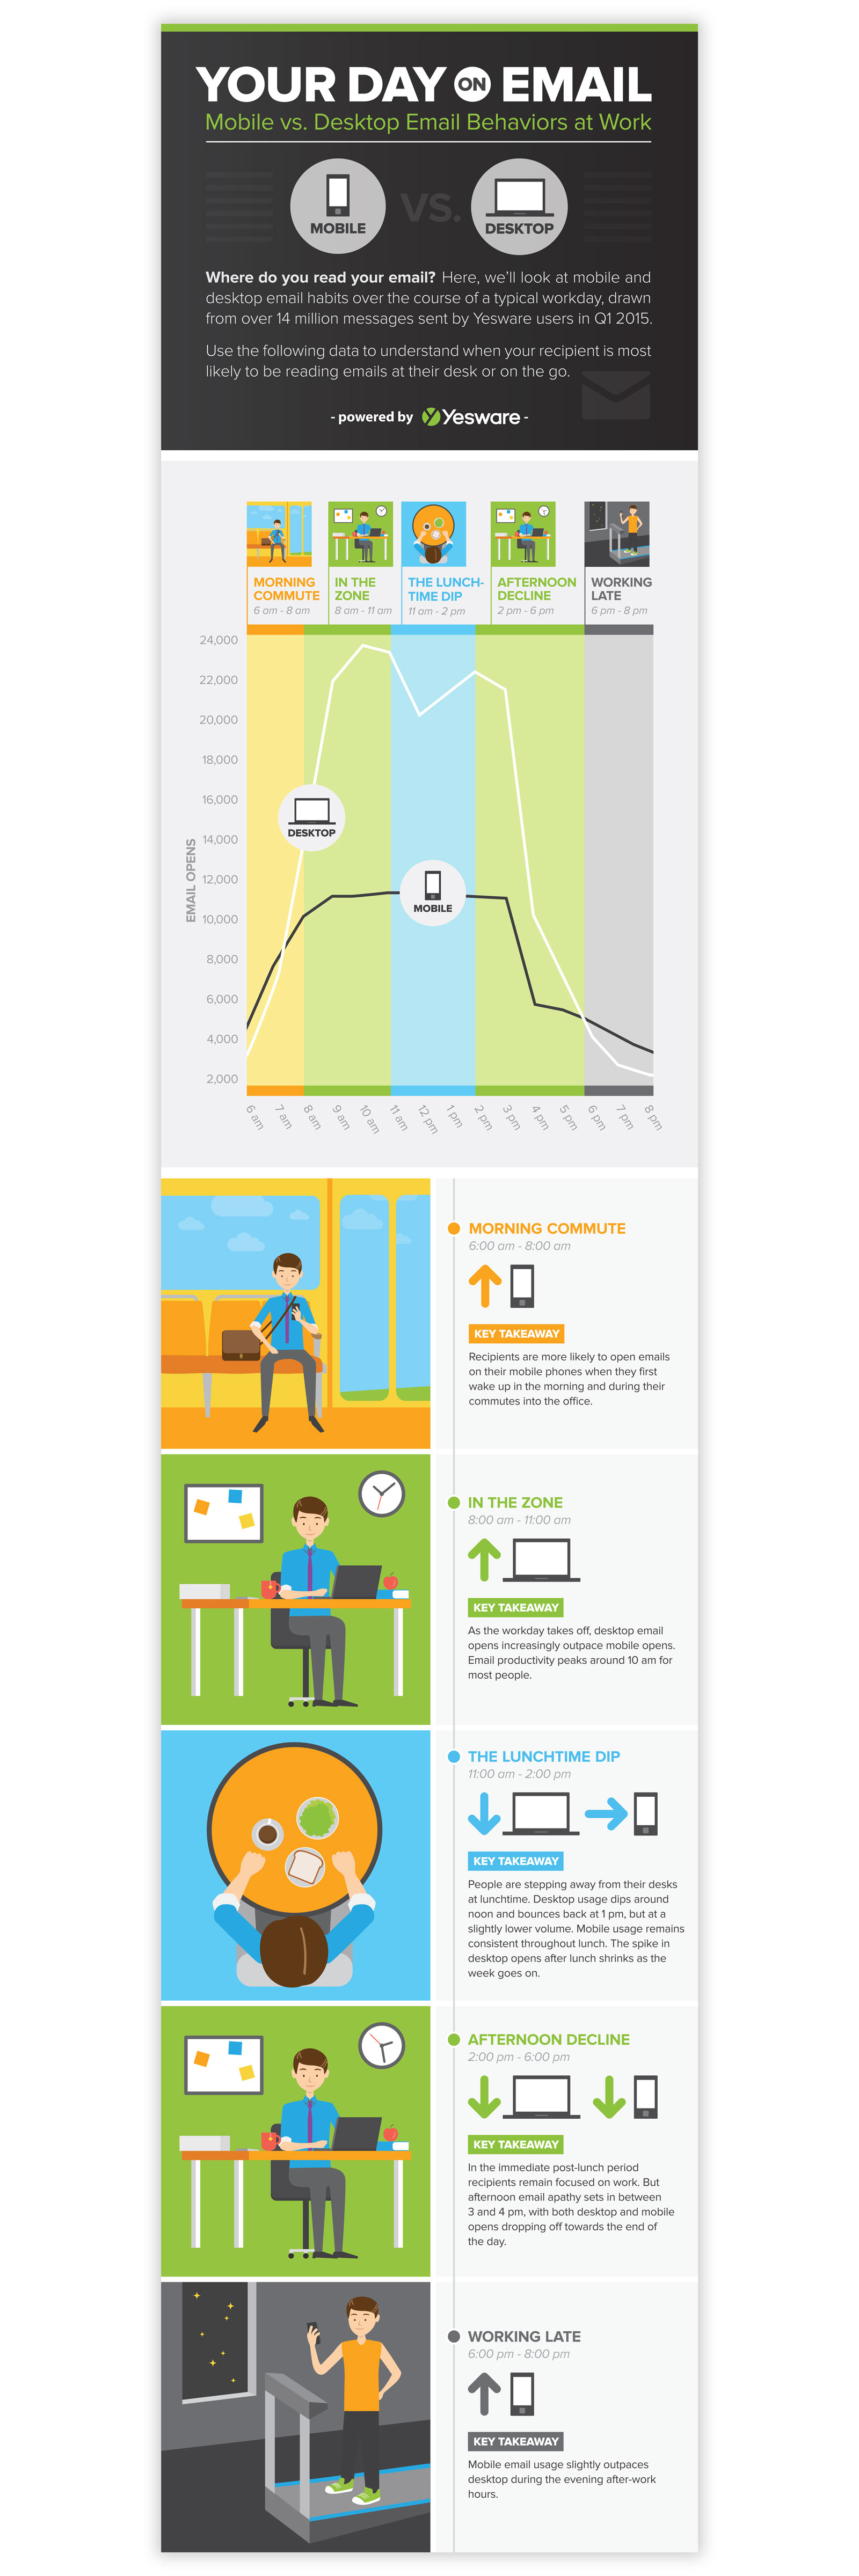 YOUR DAY ON EMAIL
Mobile vs. Desktop Email Behaviors at Work
MOBILE
VS.
DESKTOP
Where do you read your email? Here, we'll look at mobile and
desktop email habits over the course of a typical workday, drawn
from over 14 million messages sent by Yesware users in Q1 2015.
Use the following data to understand when your recipient is most
likely to be reading emails at their desk or on the go.
- powered by Yesware -
MORNING
COMMUTE
6 am - 8 am
IN THE
ZONE
8 am - 11 am
THE LUNCH-
TIME DIP
11 am - 2 pm
AFTERNOON
DECLINE
2 pm - 6 pm
WORKING
LATE
6 pm - 8 pm
EMAIL OPENS
24,000
22,000
20,000
18,000
16,000
14,000
12,000
10,000
8,000
6,000
4,000
2,000
DESKTOP
MOBILE
6 am
7 am
8 am
9 am
10 am
11 am
12 pm
1 pm
2 pm
3 pm
4 pm
5 pm
6 pm
7 pm
8 pm
MORNING COMMUTE
6:00 am - 8:00 am
KEY TAKEAWAY
Recipients are more likely to open emails
on their mobile phones when they first
wake up in the morning and during their
commutes into the office.
IN THE ZONE
8:00 am - 11:00 am
KEY TAKEAWAY
As the workday takes off, desktop email
opens increasingly outpace mobile opens.
Email productivity peaks around 10 am for
most people.
THE LUNCHTIME DIP
11:00 am - 2:00 pm
KEY TAKEAWAY
People are stepping away from their desks
at lunchtime. Desktop usage dips around
noon and bounces back at 1 pm, but at a
slightly lower volume. Mobile usage remains
consistent throughout lunch. The spike in
desktop opens after lunch shrinks as the
week goes on.
AFTERNOON DECLINE
2:00 pm - 6:00 pm
KEY TAKEAWAY
In the immediate post-lunch period
recipients remain focused on work. But
afternoon email apathy sets in between
3 and 4 pm, with both desktop and mobile
opens dropping off towards the end of
the day.
WORKING LATE
6:00 pm - 8:00 pm
KEY TAKEAWAY
Mobile email usage slightly outpaces
desktop during the evening after-work
hours.